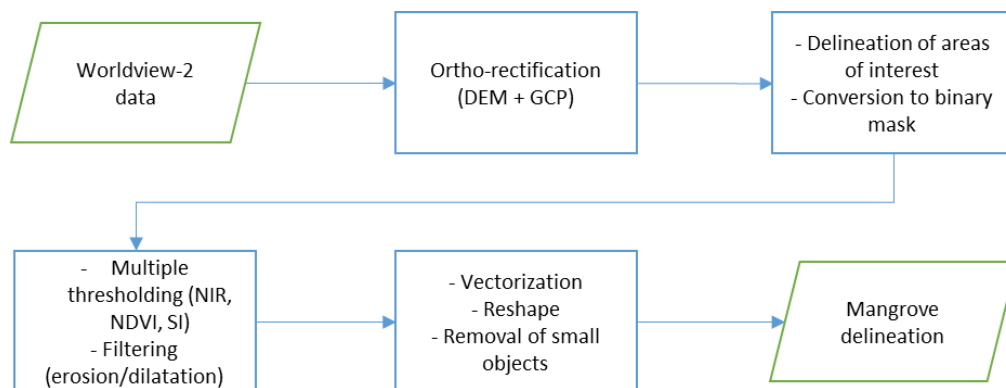 Worldview-2
data
Ortho-rectification
(DEM + GCP)
- Delineation of areas
of interest
- Conversion to binary
mask
- Multiple
thresholding (NIR,
NDVI, SI)
- Filtering
(erosion/dilatation)
- Vectorization
- Reshape
- Removal of small
objects
Mangrove
delineation